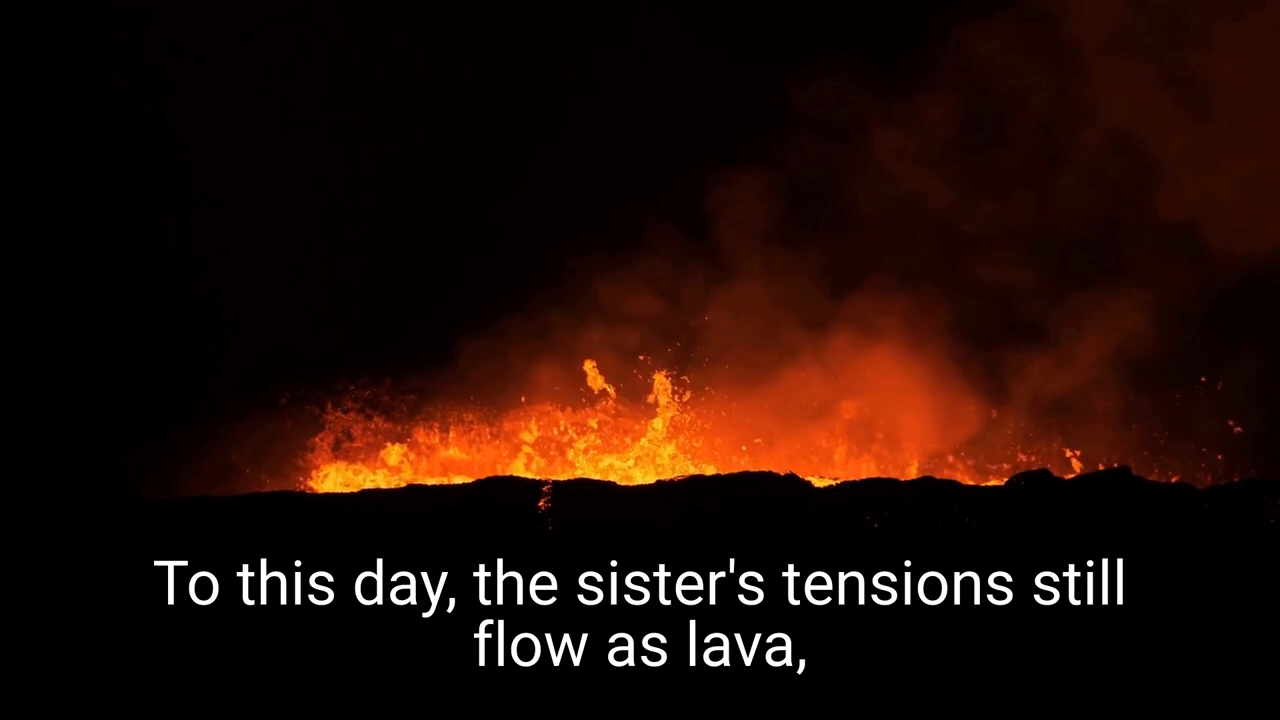 To this day, the sister's tensions still
flow as lava,